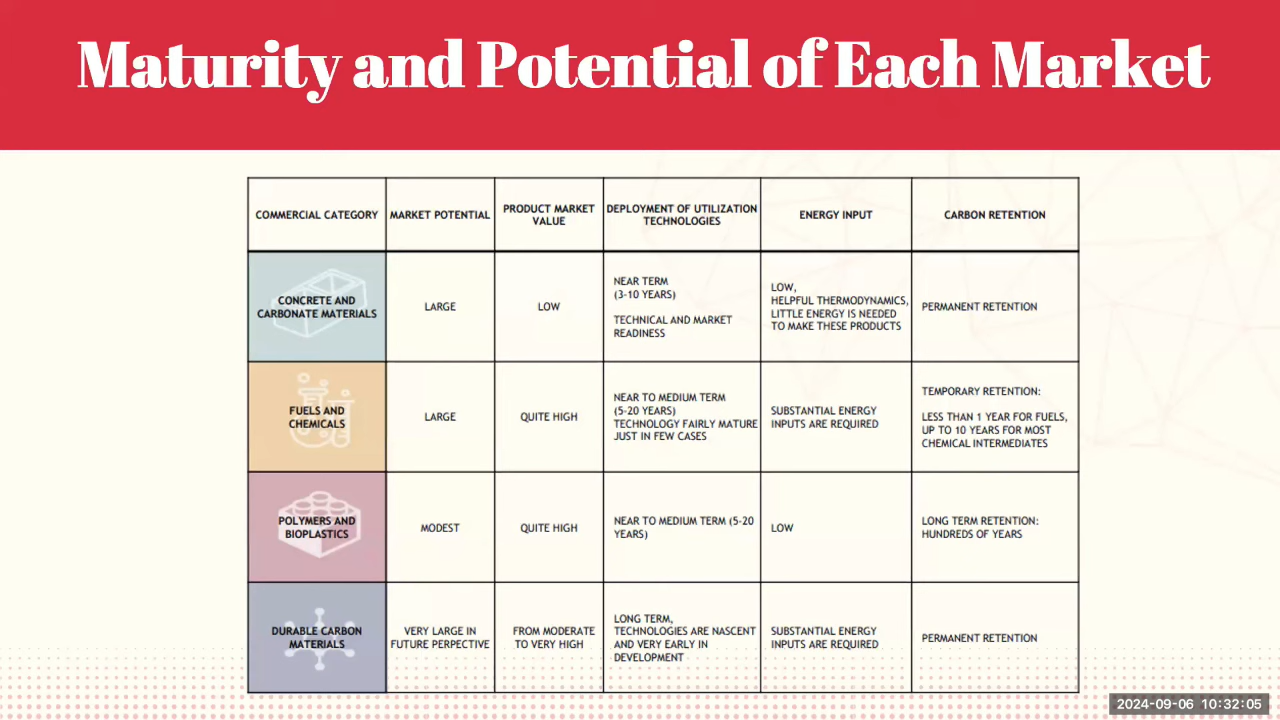 Maturity and Potential of Each Market
COMMERCIAL CATEGORY
MARKET POTENTIAL
PRODUCT MARKET
VALUE
DEPLOYMENT OF UTILIZATION
TECHNOLOGIES
ENERGY INPUT
CARBON RETENTION
CONCRETE AND
CARBONATE MATERIALS
LARGE
LOW
NEAR TERM
(3-10 YEARS)
TECHNICAL AND MARKET
READINESS
LOW,
HELPFUL THERMODYNAMICS,
LITTLE ENERGY IS NEEDED
TO MAKE THESE PRODUCTS
PERMANENT RETENTION
FUELS AND
CHEMICALS
LARGE
QUITE HIGH
NEAR TO MEDIUM TERM
(5-20 YEARS)
TECHNOLOGY FAIRLY MATURE
JUST IN FEW CASES
SUBSTANTIAL ENERGY
INPUTS ARE REQUIRED
TEMPORARY RETENTION:
LESS THAN 1 YEAR FOR FUELS,
UP TO 10 YEARS FOR MOST
CHEMICAL INTERMEDIATES
POLYMERS AND
BIOPLASTICS
MODEST
QUITE HIGH
NEAR TO MEDIUM TERM (5-20
YEARS)
LOW
LONG TERM RETENTION:
HUNDREDS OF YEARS
DURABLE CARBON
MATERIALS
VERY LARGE IN
FUTURE PERPECTIVE
FROM MODERATE
TO VERY HIGH
LONG TERM,
TECHNOLOGIES ARE NASCENT
AND VERY EARLY IN
DEVELOPMENT
SUBSTANTIAL ENERGY
INPUTS ARE REQUIRED
PERMANENT RETENTION
2024-09-06 10:32:05